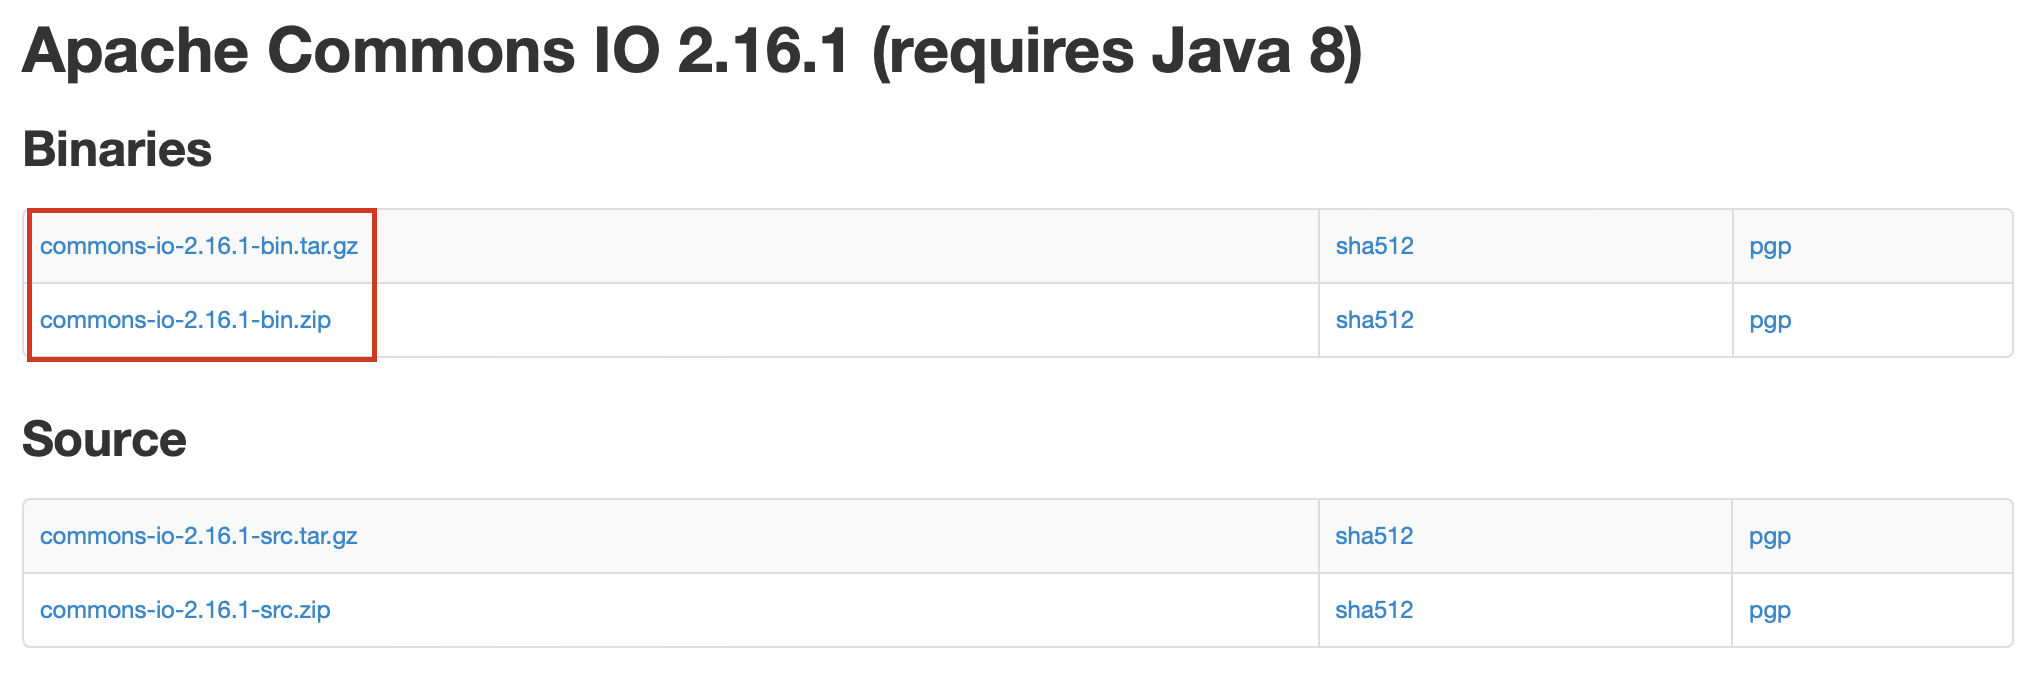 Apache Commons IO 2.16.1 (requires Java 8)
Binaries
commons-io-2.16.1-bin.tar.gz sha512 pgp
commons-io-2.16.1-bin.zip sha512 pgp
Source
commons-io-2.16.1-src.tar.gz sha512 pgp
commons-io-2.16.1-src.zip sha512 pgp